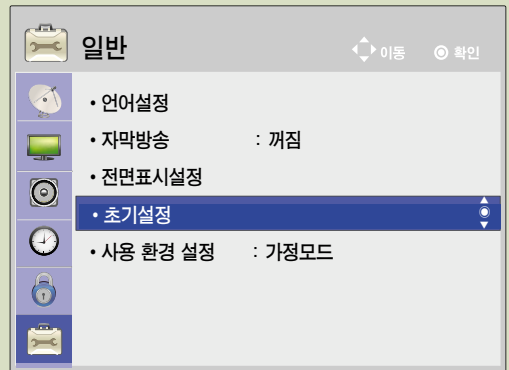 일반 이동 확인
• 언어설정
• 자막방송 : 꺼짐
• 전면표시설정
• 초기설정
• 사용 환경 설정 : 가정모드